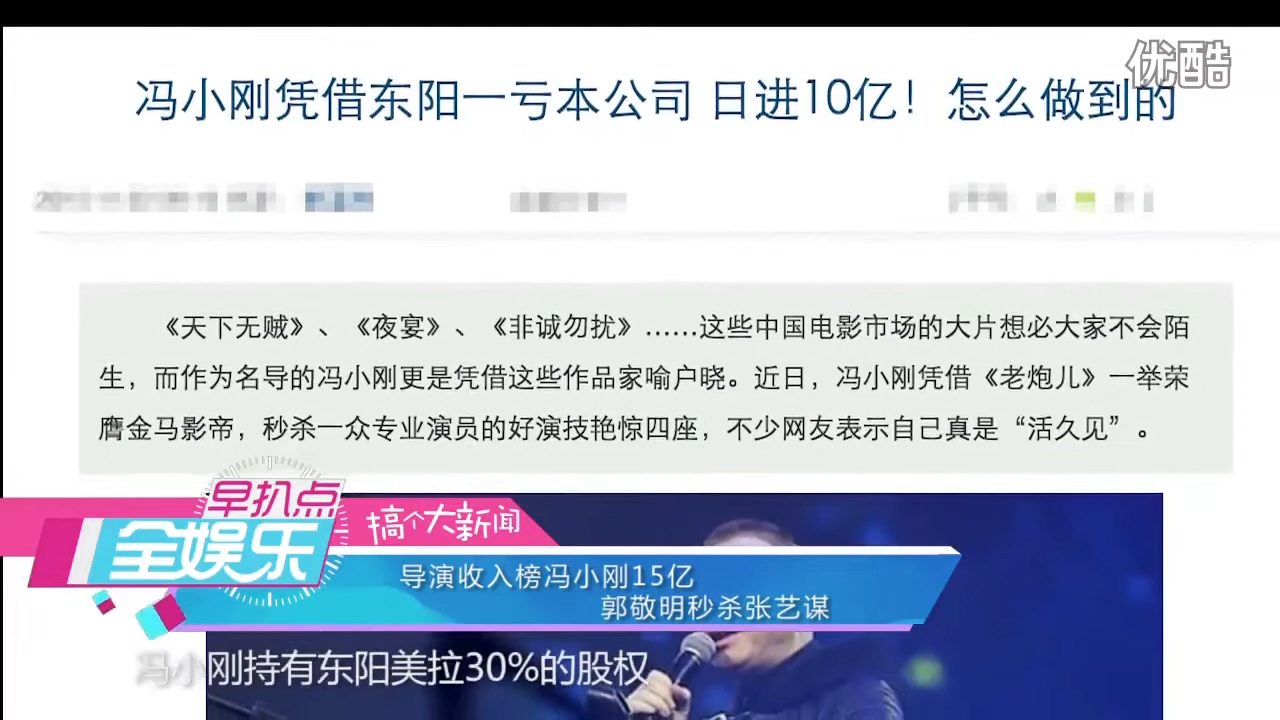 优酷
冯小刚凭借东阳一亏本公司 日进10亿！怎么做到的
《天下无贼》、《夜宴》、《非诚勿扰》……这些中国电影市场的大片想必大家不会陌
生，而作为名导的冯小刚更是凭借这些作品家喻户晓。近日，冯小刚凭借《老炮儿》一举荣
膺金马影帝，秒杀一众专业演员的好演技艳惊四座，不少网友表示自己真是“活久见”。
早扒点
全娱乐
搞个大新闻
导演收入榜冯小刚15亿
郭敬明秒杀张艺谋
冯小刚持有东阳美拉30%的股权